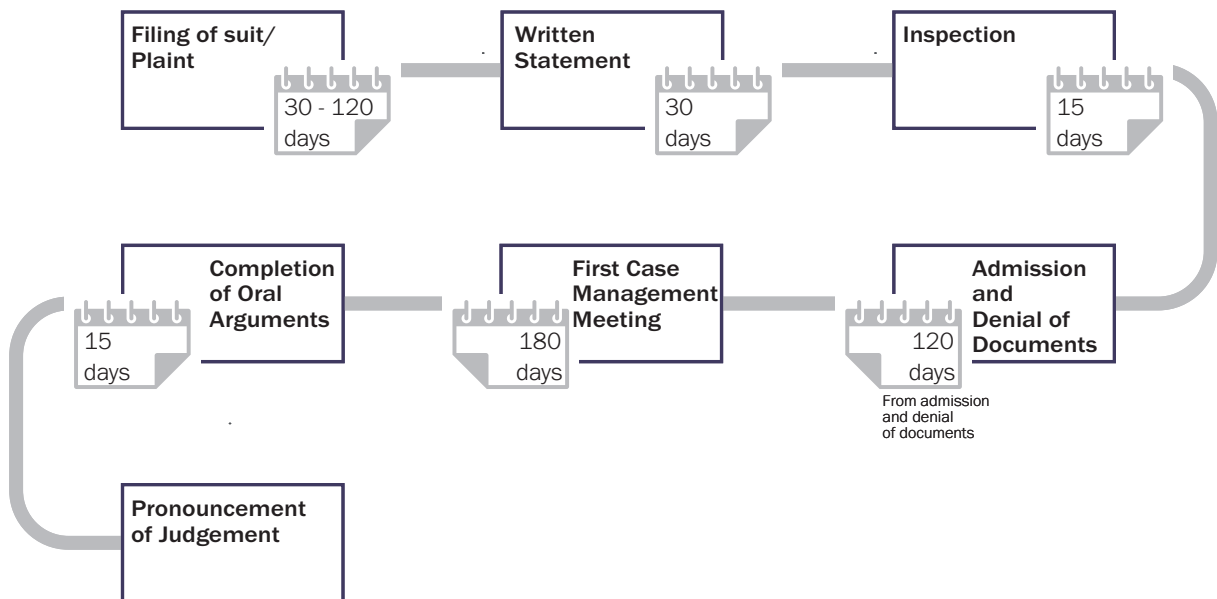 Filing of suit/
Plaint
30 - 120
days
Written
Statement
30
days
Inspection
15
days
Admission
and
Denial of
Documents
120
days
From admission
and denial
of documents
First Case
Management
Meeting
180
days
Completion
of Oral
Arguments
15
days
Pronouncement
of Judgement